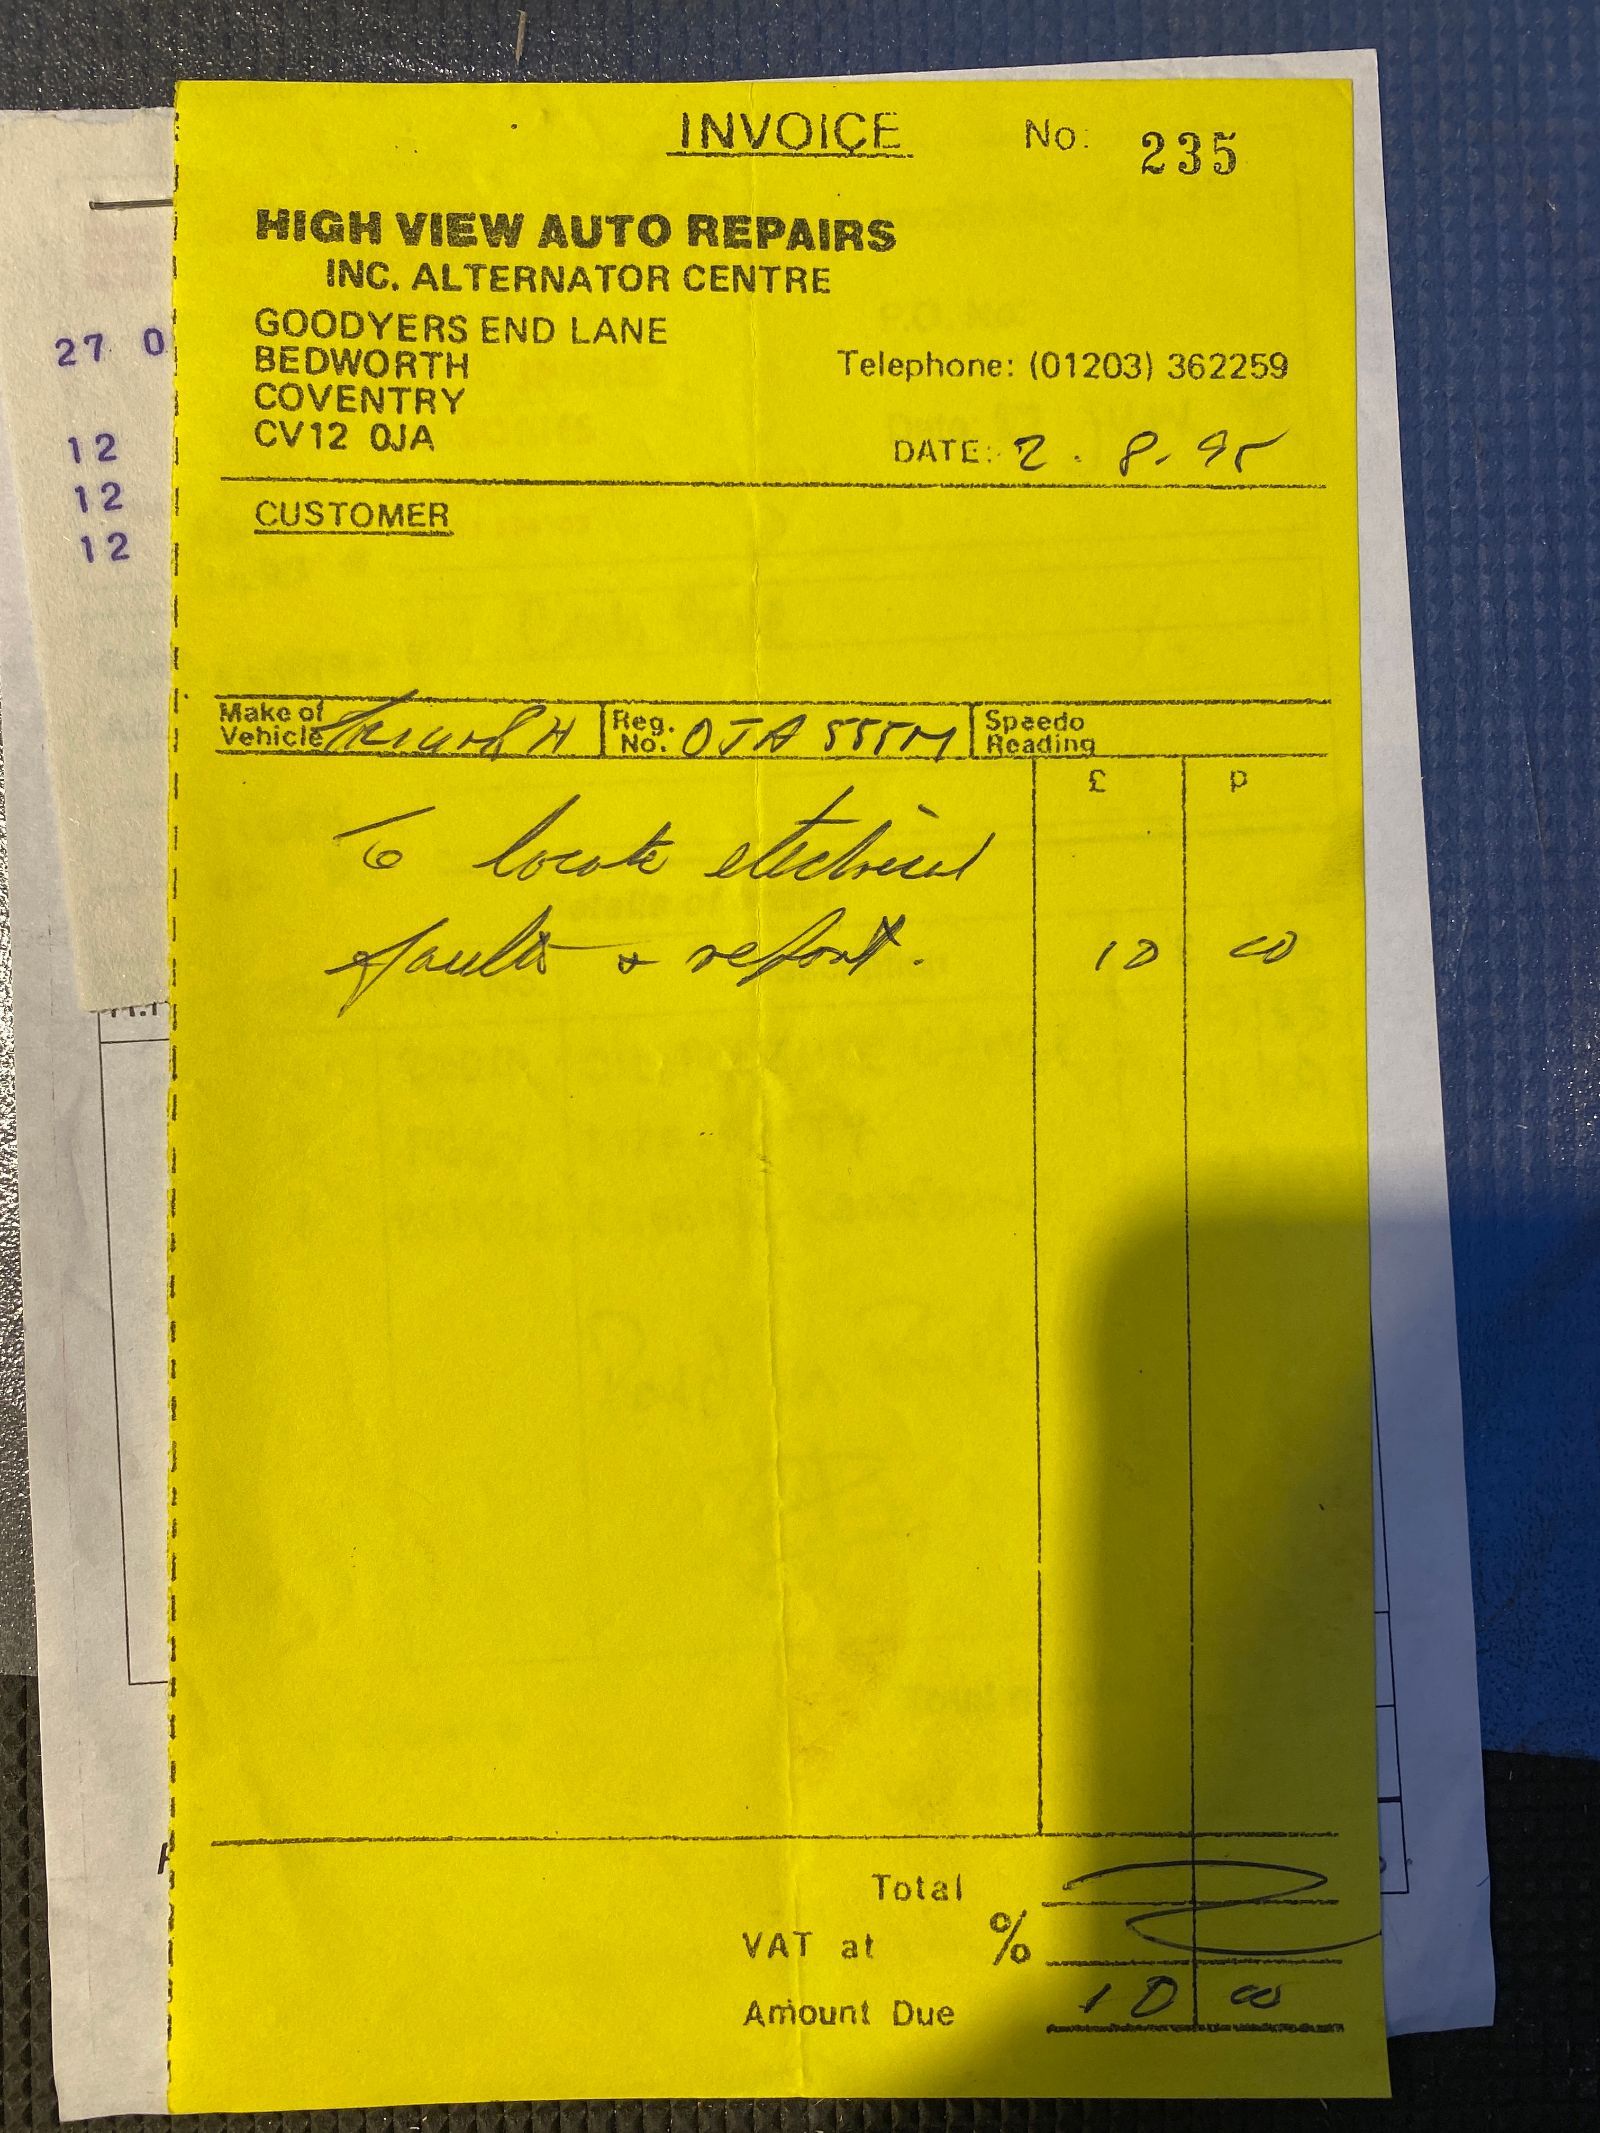 INVOICE No: 235
HIGH VIEW AUTO REPAIRS
INC. ALTERNATOR CENTRE
GOODYERS END LANE
BEDWORTH
COVENTRY
CV12 0JA
Telephone: (01203) 362259
DATE: 2.8.95
CUSTOMER
Make of Vehicle Triumph Reg. No. OJA 555M Speedo Reading
£ p
To locate electrical
faults & report. 10 00
Total
VAT at %
Amount Due 10 00
27 0
12
12
12